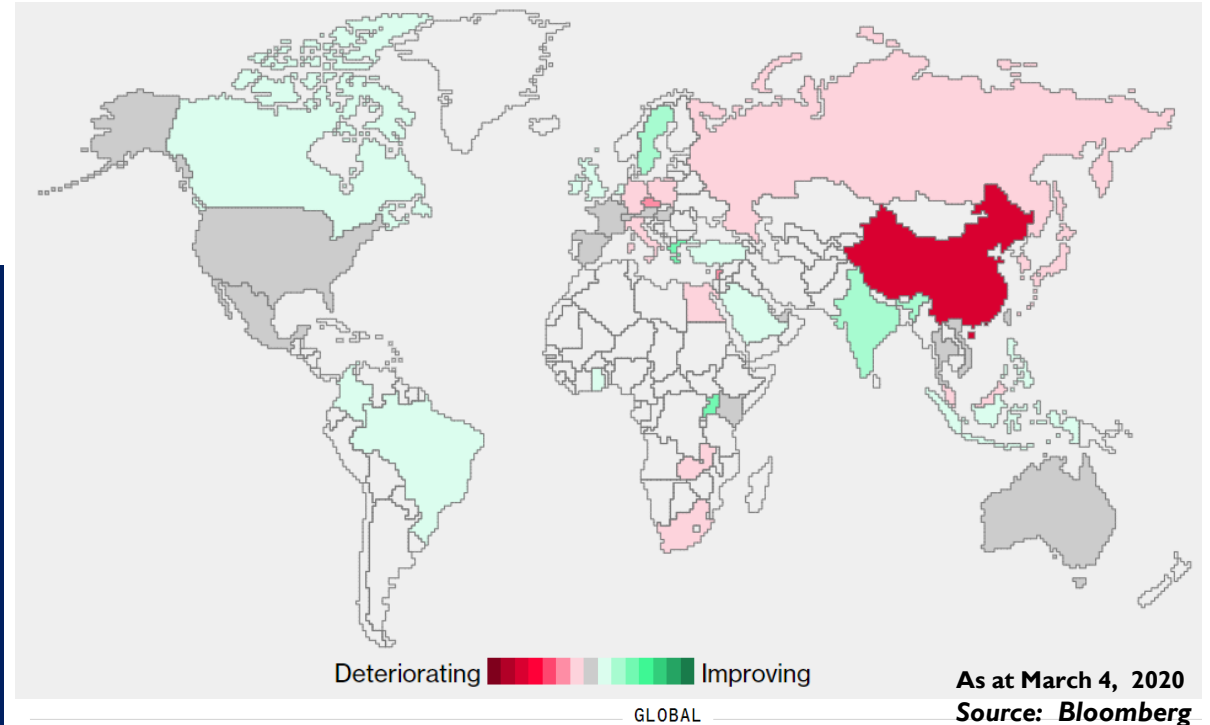 Deteriorating
Improving
As at March 4, 2020
GLOBAL
Source: Bloomberg